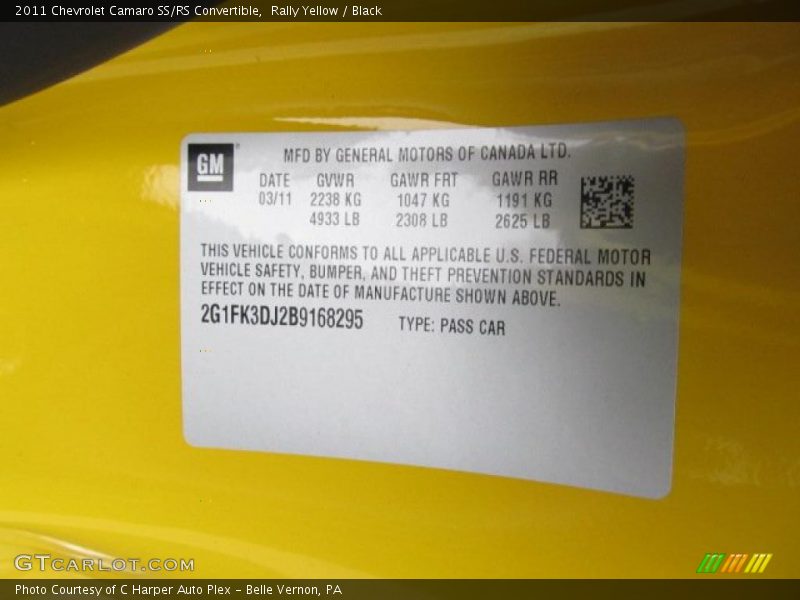 2011 Chevrolet Camaro SS/RS Convertible,  Rally Yellow / Black
GM
MFD BY GENERAL MOTORS OF CANADA LTD.
DATE GVWR GAWR FRT GAWR RR
03/11 2238 KG 1047 KG 1191 KG
4933 LB 2308 LB 2625 LB
THIS VEHICLE CONFORMS TO ALL APPLICABLE U.S. FEDERAL MOTOR
VEHICLE SAFETY, BUMPER, AND THEFT PREVENTION STANDARDS IN
EFFECT ON THE DATE OF MANUFACTURE SHOWN ABOVE.
2G1FK3DJ2B9168295 TYPE: PASS CAR
GTCARLOT.COM
Photo Courtesy of C Harper Auto Plex - Belle Vernon, PA